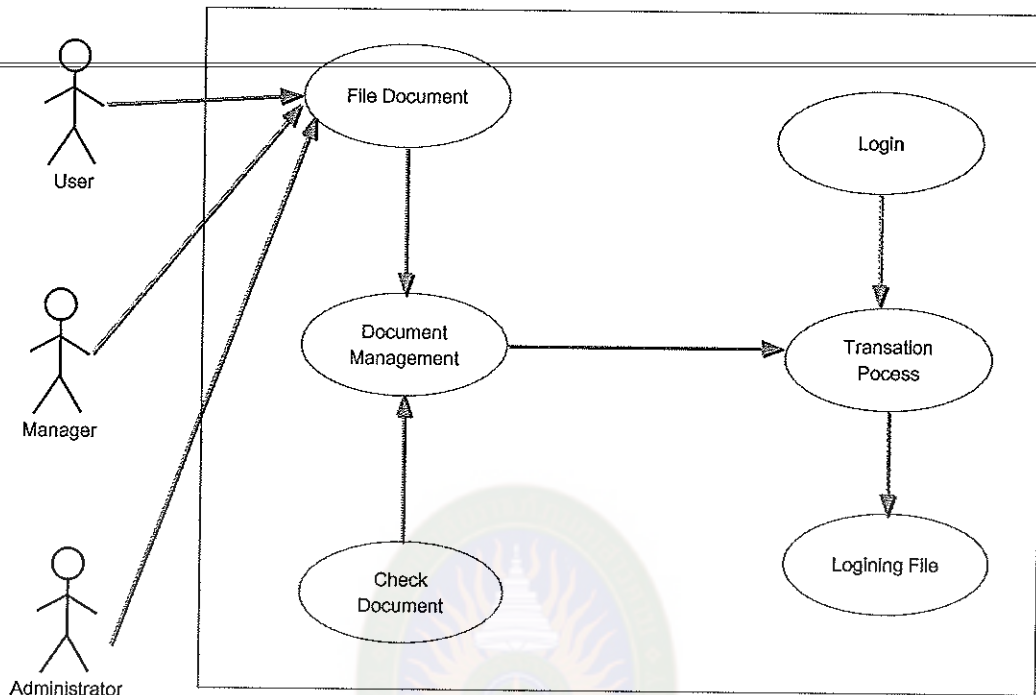 File Document
Login
User
Document
Management
Transation
Pocess
Manager
Check
Document
Logining File
Administrator